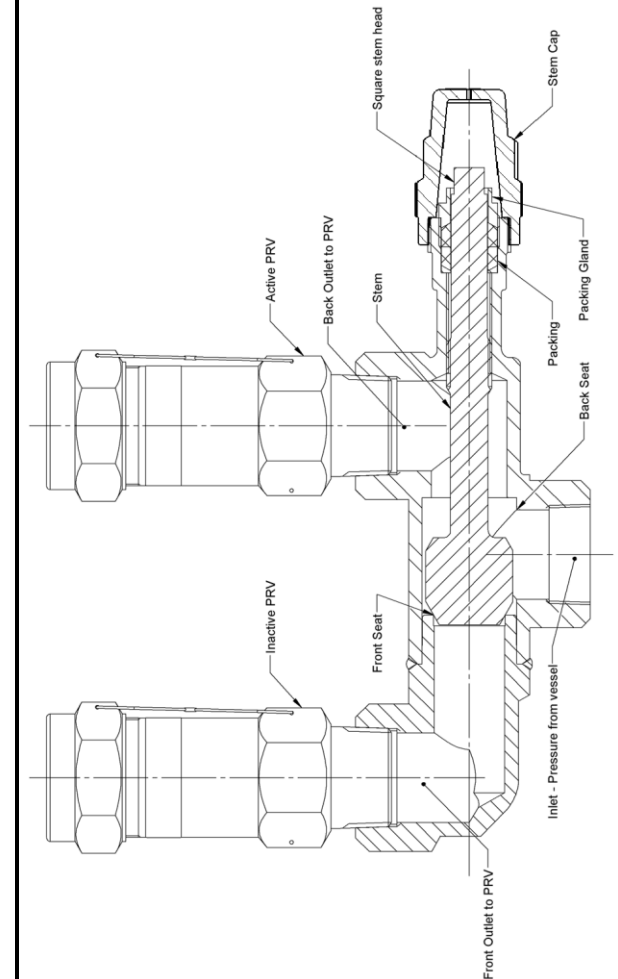 Square stem head
Stem Cap
Active PRV
Back Outlet to PRV
Stem
Packing Gland
Packing
Back Seat
Inactive PRV
Front Seat
Inlet - Pressure from vessel
Front Outlet to PRV